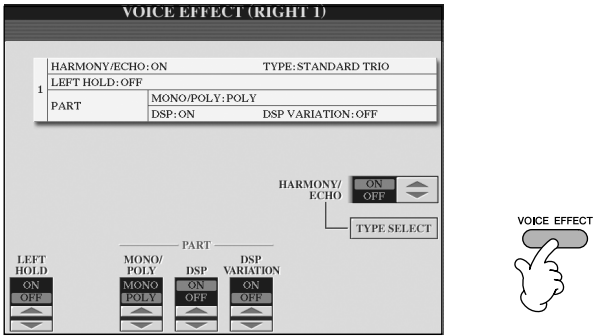 VOICE EFFECT (RIGHT 1)
HARMONY/ECHO: ON TYPE: STANDARD TRIO
1
LEFT HOLD: OFF
PART
MONO/POLY: POLY
DSP: ON DSP VARIATION: OFF
HARMONY/
ECHO
ON
OFF
TYPE SELECT
VOICE EFFECT
PART
LEFT
HOLD
ON
OFF
MONO/
POLY
MONO
POLY
DSP
ON
OFF
DSP
VARIATION
ON
OFF